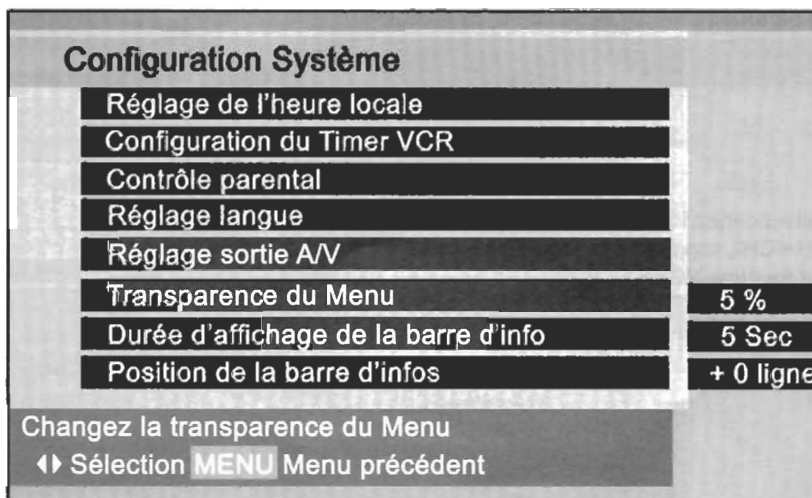 Configuration Système
Réglage de l'heure locale
Configuration du Timer VCR
Contrôle parental
Réglage langue
Réglage sortie A/V
Transparence du Menu 5 %
Durée d'affichage de la barre d'info 5 Sec
Position de la barre d'infos + 0 ligne
Changez la transparence du Menu
Sélection MENU Menu précédent